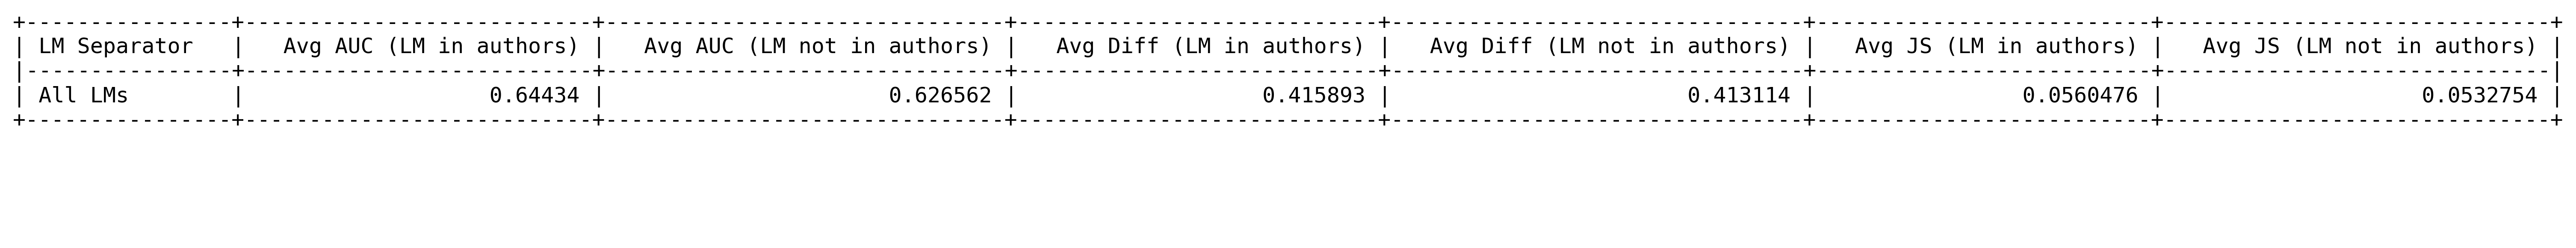 +----------------+---------------------------+-------------------------------+----------------------------+--------------------------------+--------------------------+------------------------------+
| LM Separator   |   Avg AUC (LM in authors) |   Avg AUC (LM not in authors) |   Avg Diff (LM in authors) |   Avg Diff (LM not in authors) |   Avg JS (LM in authors) |   Avg JS (LM not in authors) |
|----------------+---------------------------+-------------------------------+----------------------------+--------------------------------+--------------------------+------------------------------|
| All LMs        |                   0.64434 |                      0.626562 |                   0.415893 |                       0.413114 |                0.0560476 |                    0.0532754 |
+----------------+---------------------------+-------------------------------+----------------------------+--------------------------------+--------------------------+------------------------------+